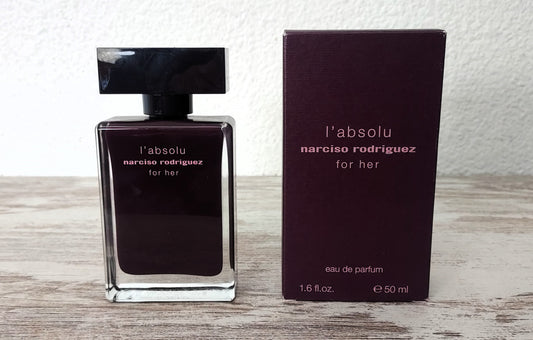 l'absolu
narciso rodriguez
for her
l'absolu
narciso rodriguez
for her
eau de parfum
1.6 fl.oz. ℮ 50 ml